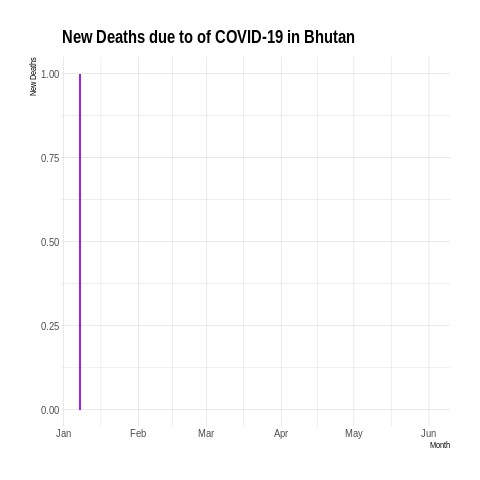 New Deaths due to of COVID-19 in Bhutan
New Deaths
1.00
0.75
0.50
0.25
0.00
Jan Feb Mar Apr May Jun
Month